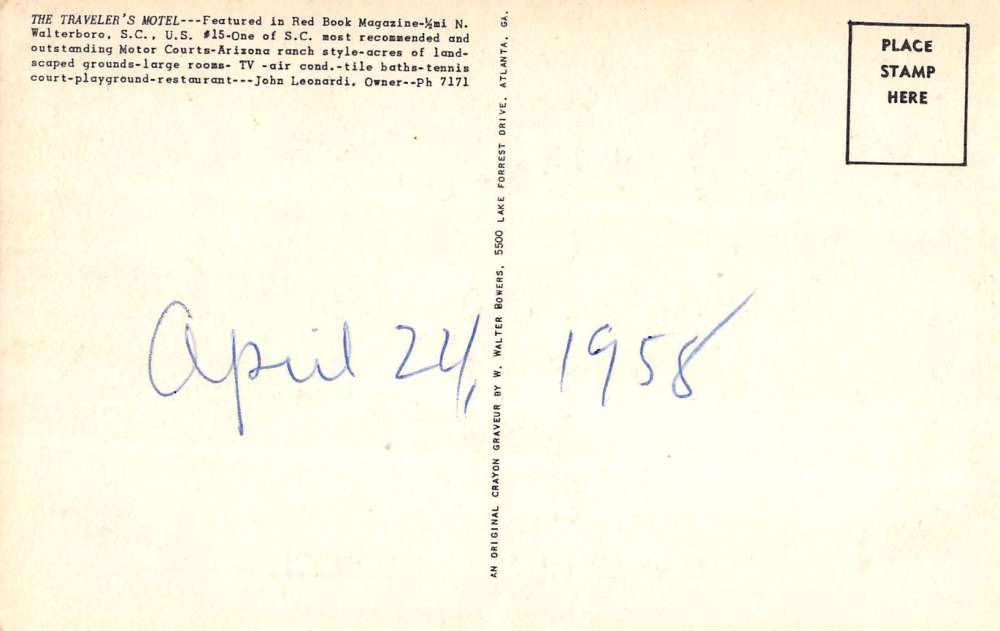 THE TRAVELER'S MOTEL---Featured in Red Book Magazine-½mi N.
Walterboro, S.C., U.S. #15-One of S.C. most recommended and
outstanding Motor Courts-Arizona ranch style-acres of land-
scaped grounds-large rooms- TV -air cond.-tile baths-tennis
court-playground-restaurant---John Leonardi, Owner--Ph 7171
AN ORIGINAL CRAYON GRAVEUR BY W. WALTER BOWERS, 5500 LAKE FORREST DRIVE, ATLANTA, GA.
PLACE
STAMP
HERE
April 24, 1958